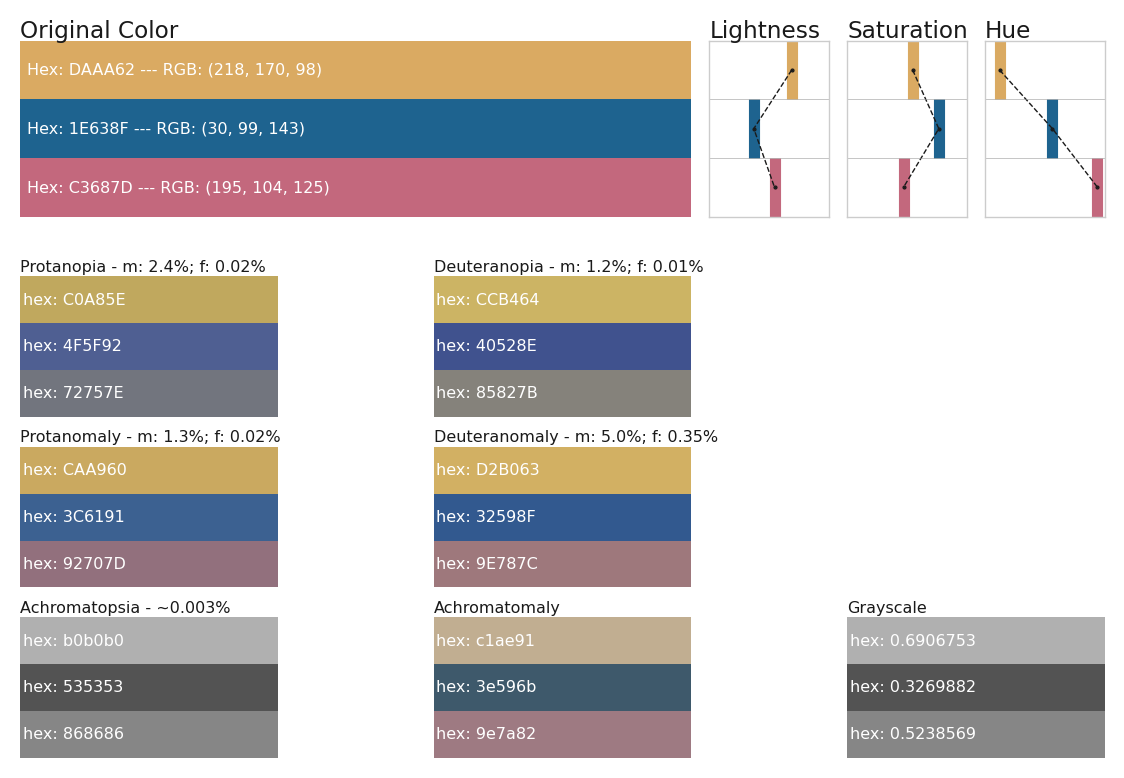 Original Color
Lightness
Saturation
Hue
Hex: DAAA62 --- RGB: (218, 170, 98)
Hex: 1E638F --- RGB: (30, 99, 143)
Hex: C3687D --- RGB: (195, 104, 125)
Protanopia - m: 2.4%; f: 0.02%
hex: C0A85E
hex: 4F5F92
hex: 72757E
Deuteranopia - m: 1.2%; f: 0.01%
hex: CCB464
hex: 40528E
hex: 85827B
Protanomaly - m: 1.3%; f: 0.02%
hex: CAA960
hex: 3C6191
hex: 92707D
Deuteranomaly - m: 5.0%; f: 0.35%
hex: D2B063
hex: 32598F
hex: 9E787C
Achromatopsia - ~0.003%
hex: b0b0b0
hex: 535353
hex: 868686
Achromatomaly
hex: c1ae91
hex: 3e596b
hex: 9e7a82
Grayscale
hex: 0.6906753
hex: 0.3269882
hex: 0.5238569